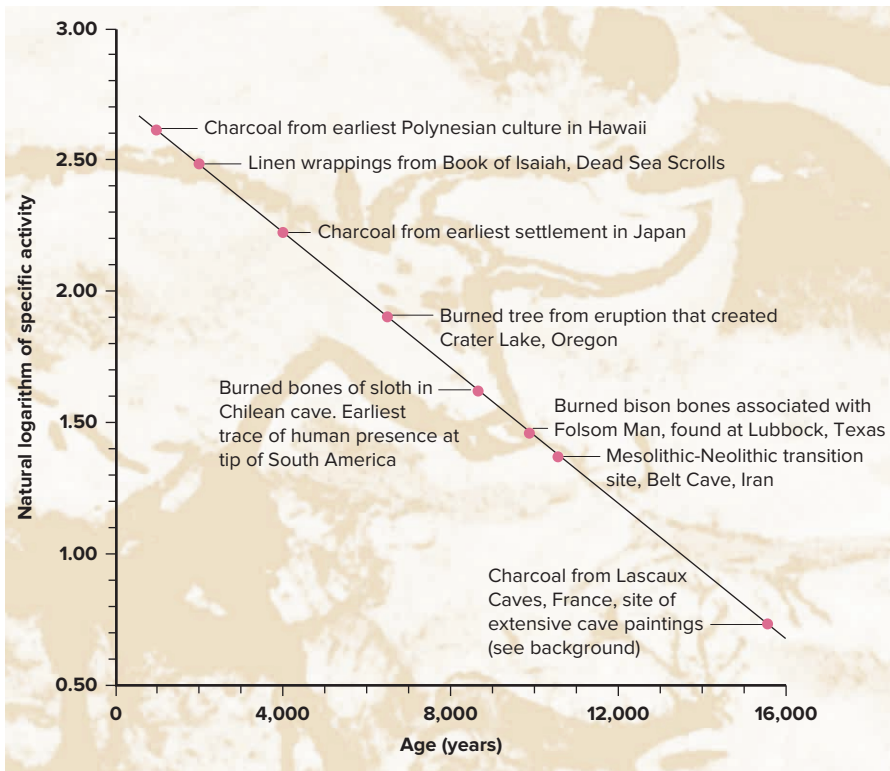 3.00
2.50
2.00
1.50
1.00
0.50
Natural logarithm of specific activity
Charcoal from earliest Polynesian culture in Hawaii
Linen wrappings from Book of Isaiah, Dead Sea Scrolls
Charcoal from earliest settlement in Japan
Burned tree from eruption that created
Crater Lake, Oregon
Burned bones of sloth in
Chilean cave. Earliest
trace of human presence at
tip of South America
Burned bison bones associated with
Folsom Man, found at Lubbock, Texas
Mesolithic-Neolithic transition
site, Belt Cave, Iran
Charcoal from Lascaux
Caves, France, site of
extensive cave paintings
(see background)
0
4,000
8,000
12,000
16,000
Age (years)